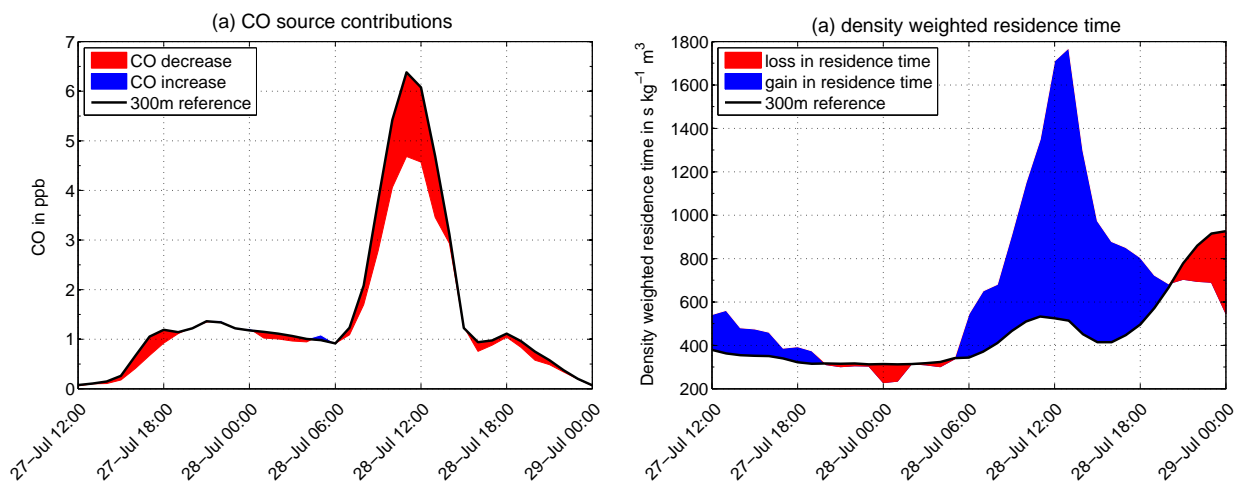 (a) CO source contributions
CO in ppb
7
6
5
4
3
2
1
0
CO decrease
CO increase
300m reference
27−Jul 12:00
27−Jul 18:00
28−Jul 00:00
28−Jul 06:00
28−Jul 12:00
28−Jul 18:00
29−Jul 00:00
(a) density weighted residence time
Density weighted residence time in s kg⁻¹ m³
1800
1600
1400
1200
1000
800
600
400
200
loss in residence time
gain in residence time
300m reference
27−Jul 12:00
27−Jul 18:00
28−Jul 00:00
28−Jul 06:00
28−Jul 12:00
28−Jul 18:00
29−Jul 00:00